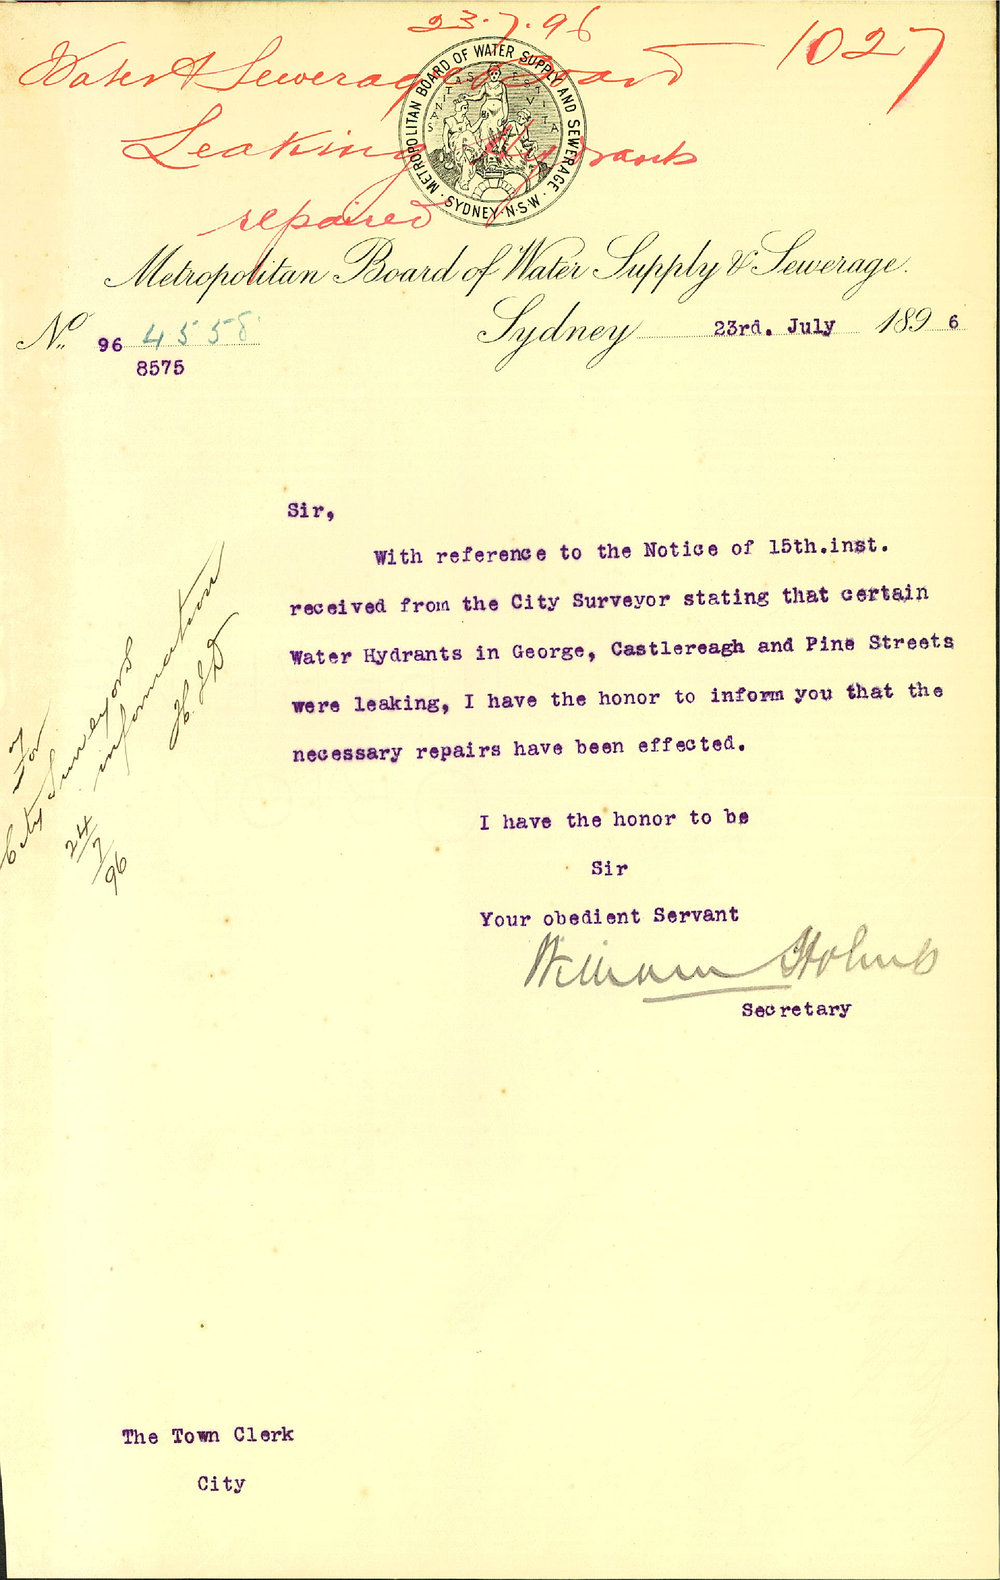 23.7.96
Water & Sewerage Board 1027
Leaking Hydrants
repaired
METROPOLITAN BOARD OF WATER SUPPLY AND SEWERAGE
SYDNEY·N·S·W·
SANITAS
VITA
Metropolitan Board of Water Supply & Sewerage.
No. 96 4558
8575
Sydney 23rd. July 1896
Sir,
With reference to the Notice of 15th.inst.
received from the City Surveyor stating that certain
Water Hydrants in George, Castlereagh and Pine Streets
were leaking, I have the honor to inform you that the
necessary repairs have been effected.
I have the honor to be
Sir
Your obedient Servant
William Holmes
Secretary
For
City Surveyors
information
24/7/96
The Town Clerk
City